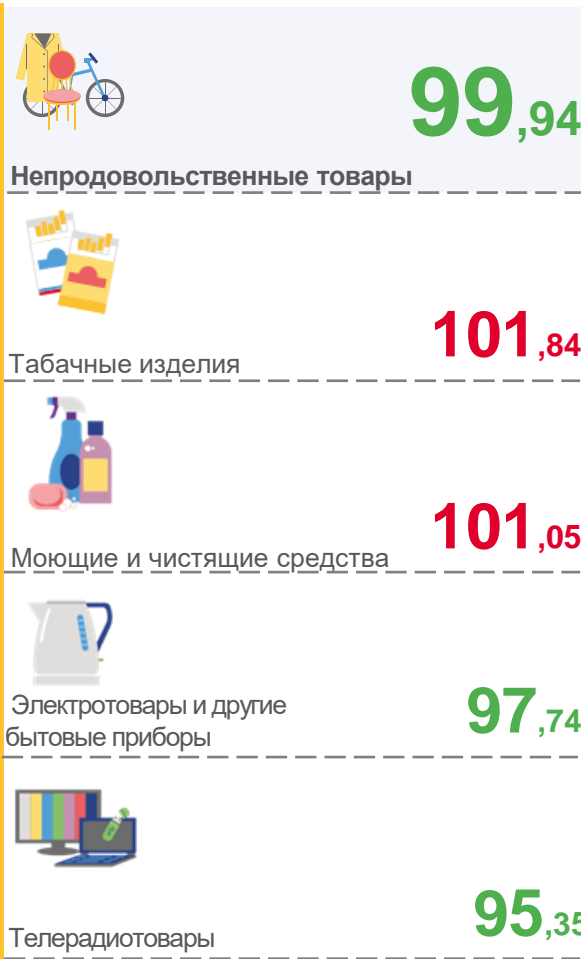 99,94
Непродовольственные товары
101,84
Табачные изделия
101,05
Моющие и чистящие средства
97,74
Электротовары и другие
бытовые приборы
95,35
Телерадиотовары